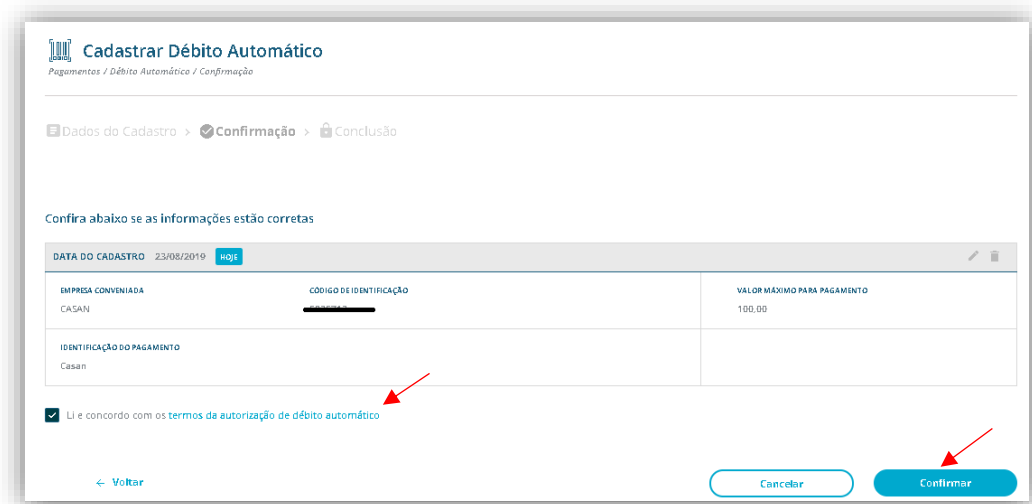 Cadastrar Débito Automático
Pagamentos / Débito Automático / Confirmação
Dados do Cadastro > Confirmação > Conclusão
Confira abaixo se as informações estão corretas
DATA DO CADASTRO 23/08/2019 HOJE
EMPRESA CONVENIADA CÓDIGO DE IDENTIFICAÇÃO VALOR MÁXIMO PARA PAGAMENTO
CASAN 100,00
IDENTIFICAÇÃO DO PAGAMENTO
Casan
Li e concordo com os termos da autorização de débito automático
← Voltar Cancelar Confirmar